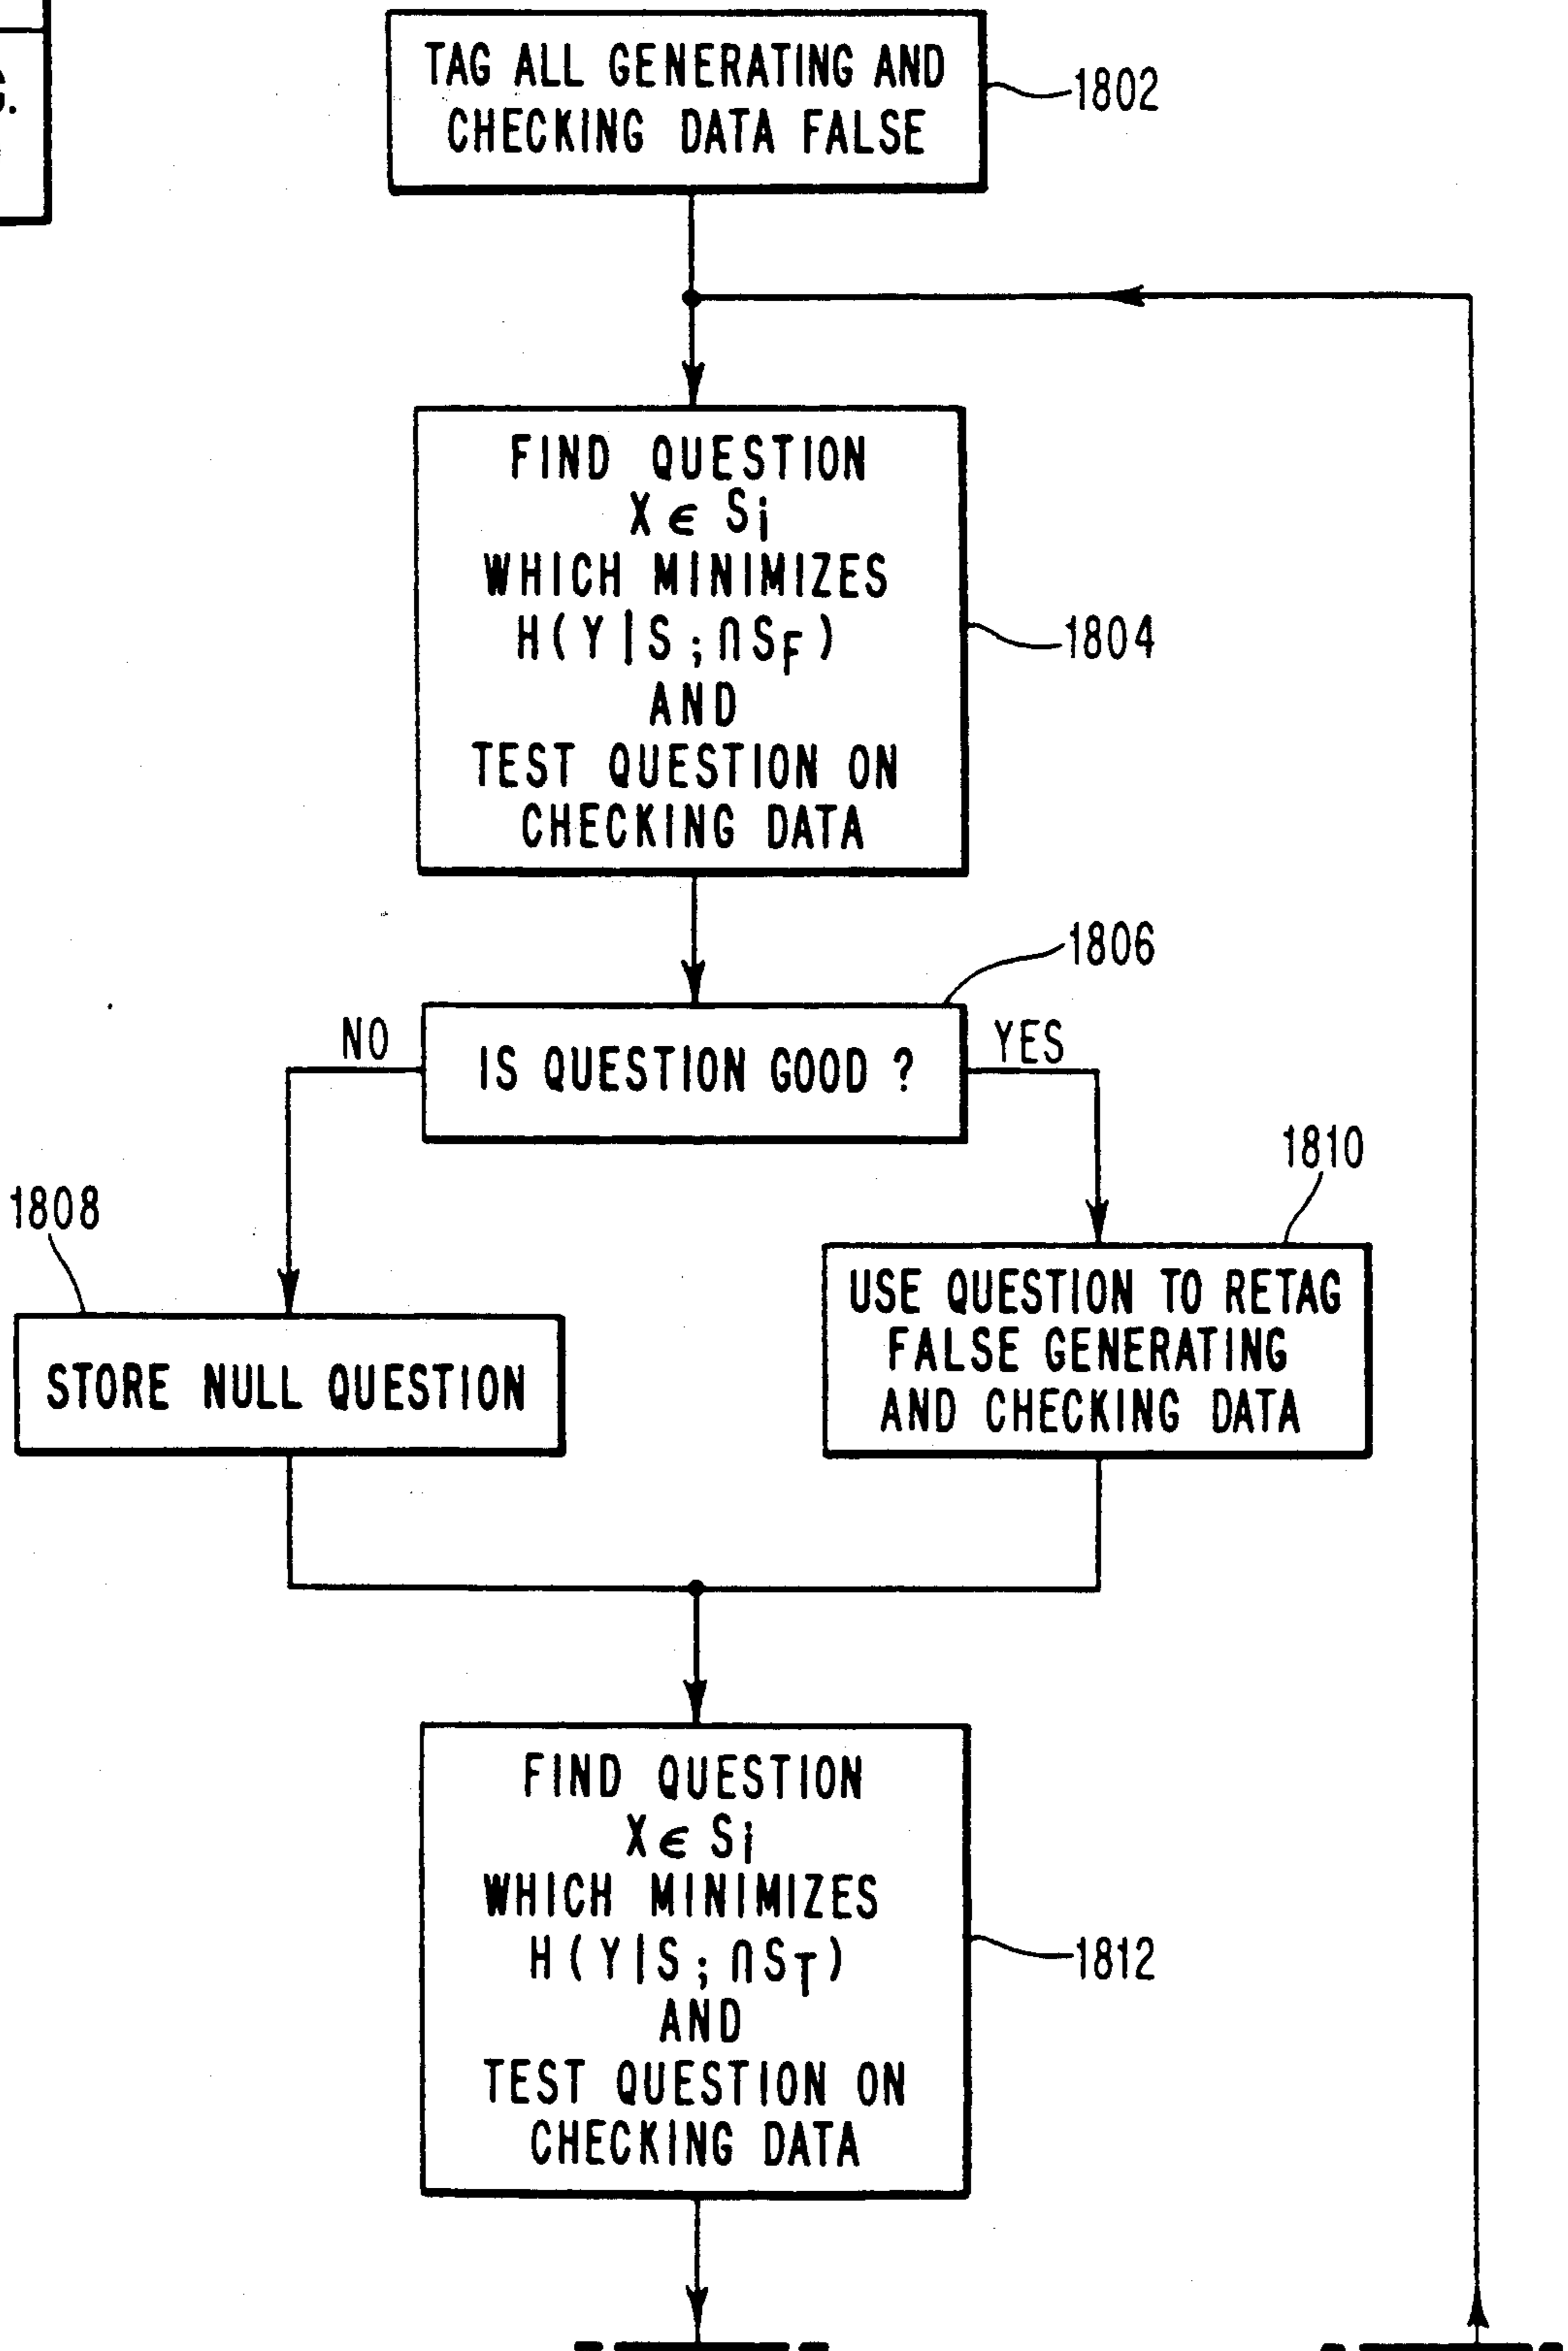 G.
TAG ALL GENERATING AND
CHECKING DATA FALSE
1802
FIND QUESTION
X ϵ Si
WHICH MINIMIZES
H(Y|S;∩SF)
AND
TEST QUESTION ON
CHECKING DATA
1804
1806
NO
IS QUESTION GOOD ?
YES
1808
1810
STORE NULL QUESTION
USE QUESTION TO RETAG
FALSE GENERATING
AND CHECKING DATA
FIND QUESTION
X ϵ Si
WHICH MINIMIZES
H(Y|S;∩ST)
AND
TEST QUESTION ON
CHECKING DATA
1812